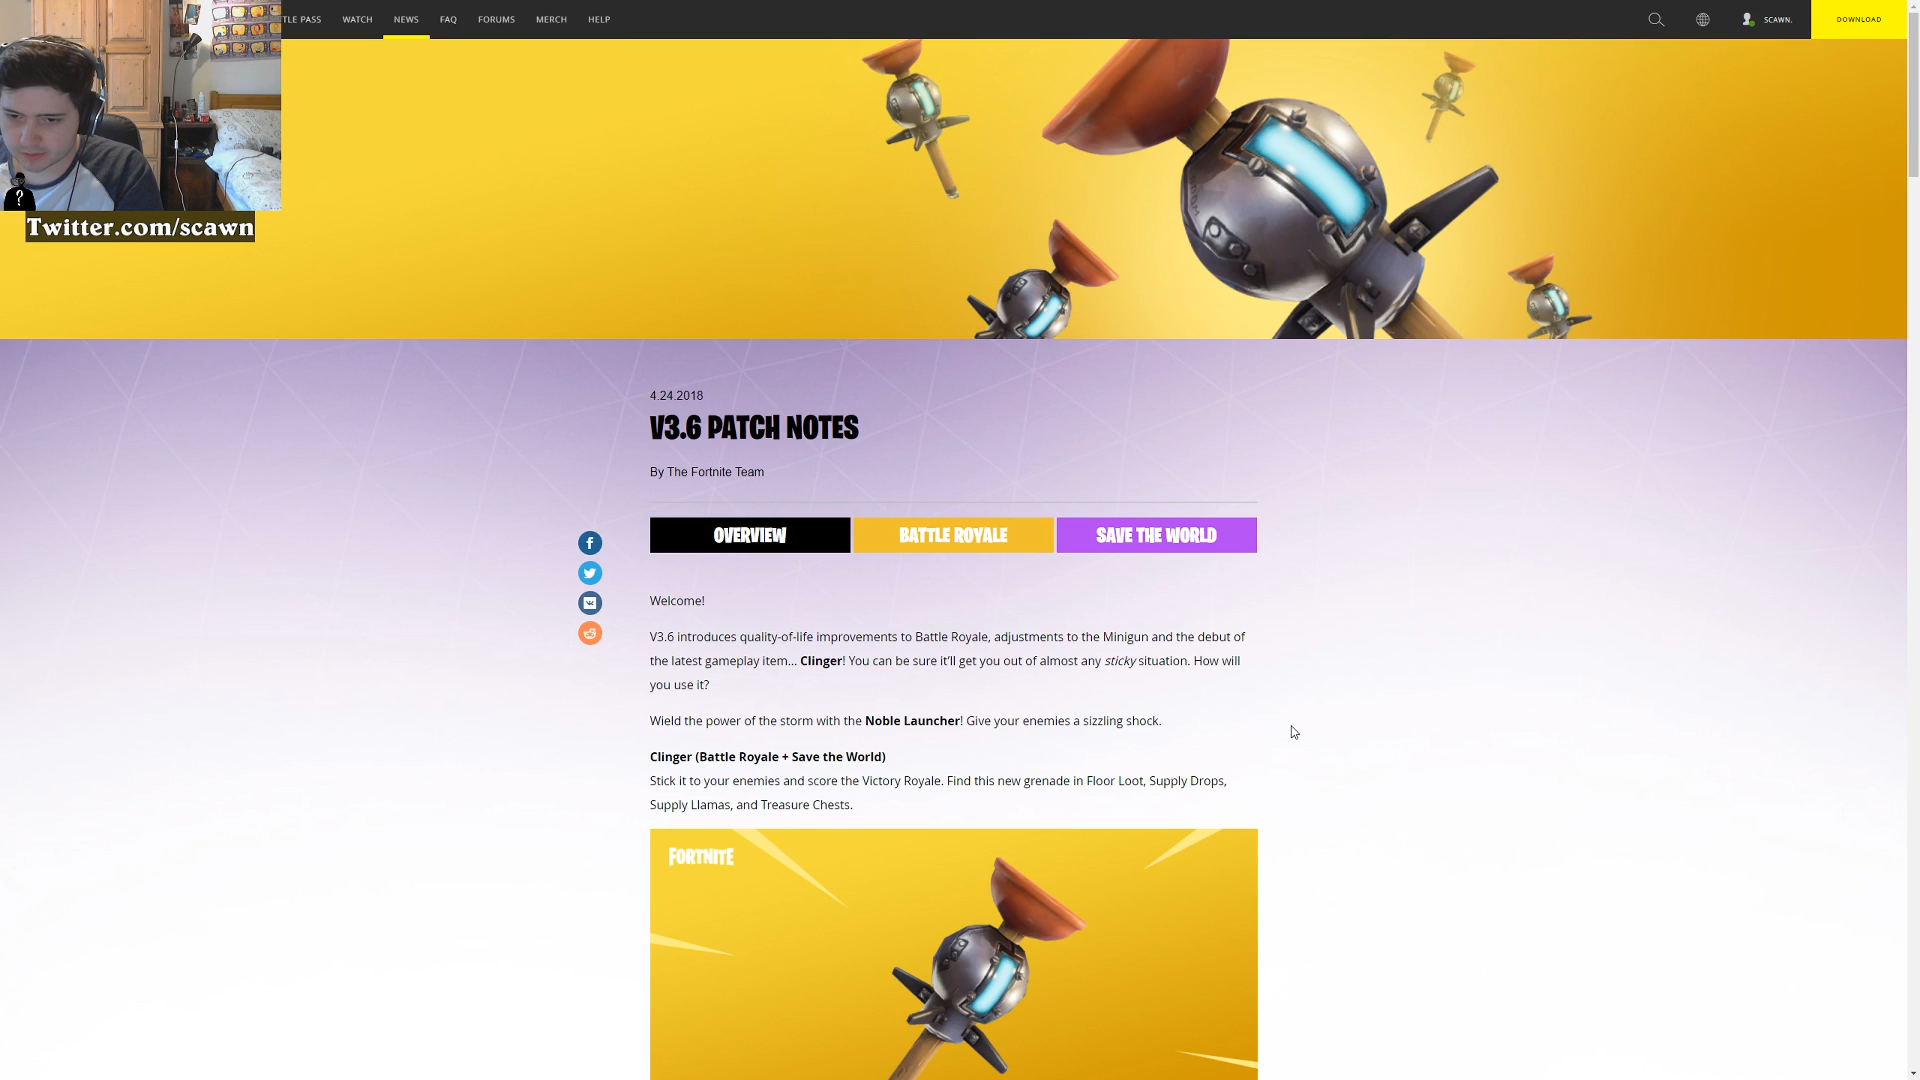 TLE PASS WATCH NEWS FAQ FORUMS MERCH HELP SCAWN. DOWNLOAD
?
Twitter.com/scawn
4.24.2018
V3.6 PATCH NOTES
By The Fortnite Team
OVERVIEW BATTLE ROYALE SAVE THE WORLD
Welcome!
V3.6 introduces quality-of-life improvements to Battle Royale, adjustments to the Minigun and the debut of
the latest gameplay item... Clinger! You can be sure it'll get you out of almost any sticky situation. How will
you use it?
Wield the power of the storm with the Noble Launcher! Give your enemies a sizzling shock.
Clinger (Battle Royale + Save the World)
Stick it to your enemies and score the Victory Royale. Find this new grenade in Floor Loot, Supply Drops,
Supply Llamas, and Treasure Chests.
FORTNITE